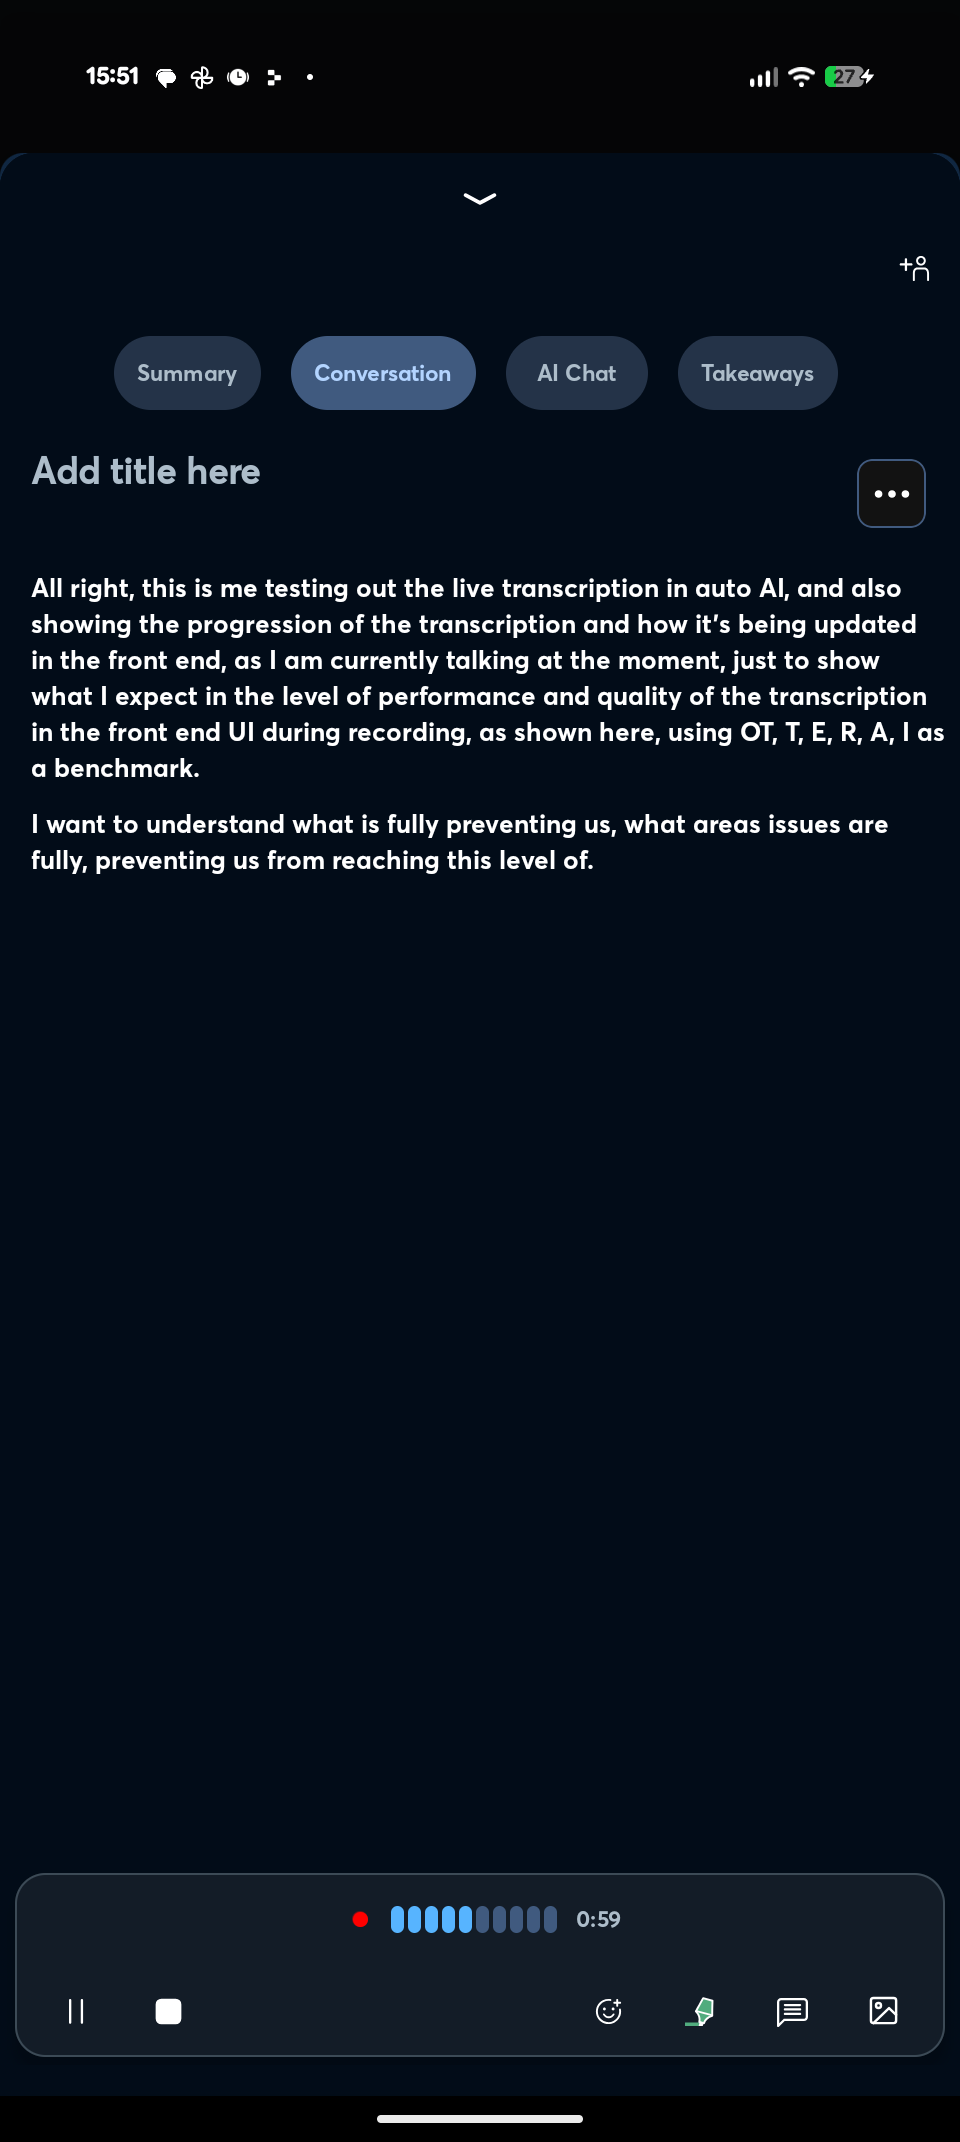 15:51
27
Summary
Conversation
AI Chat
Takeaways
Add title here
All right, this is me testing out the live transcription in auto AI, and also
showing the progression of the transcription and how it's being updated
in the front end, as I am currently talking at the moment, just to show
what I expect in the level of performance and quality of the transcription
in the front end UI during recording, as shown here, using OT, T, E, R, A, I as
a benchmark.
I want to understand what is fully preventing us, what areas issues are
fully, preventing us from reaching this level of.
0:59